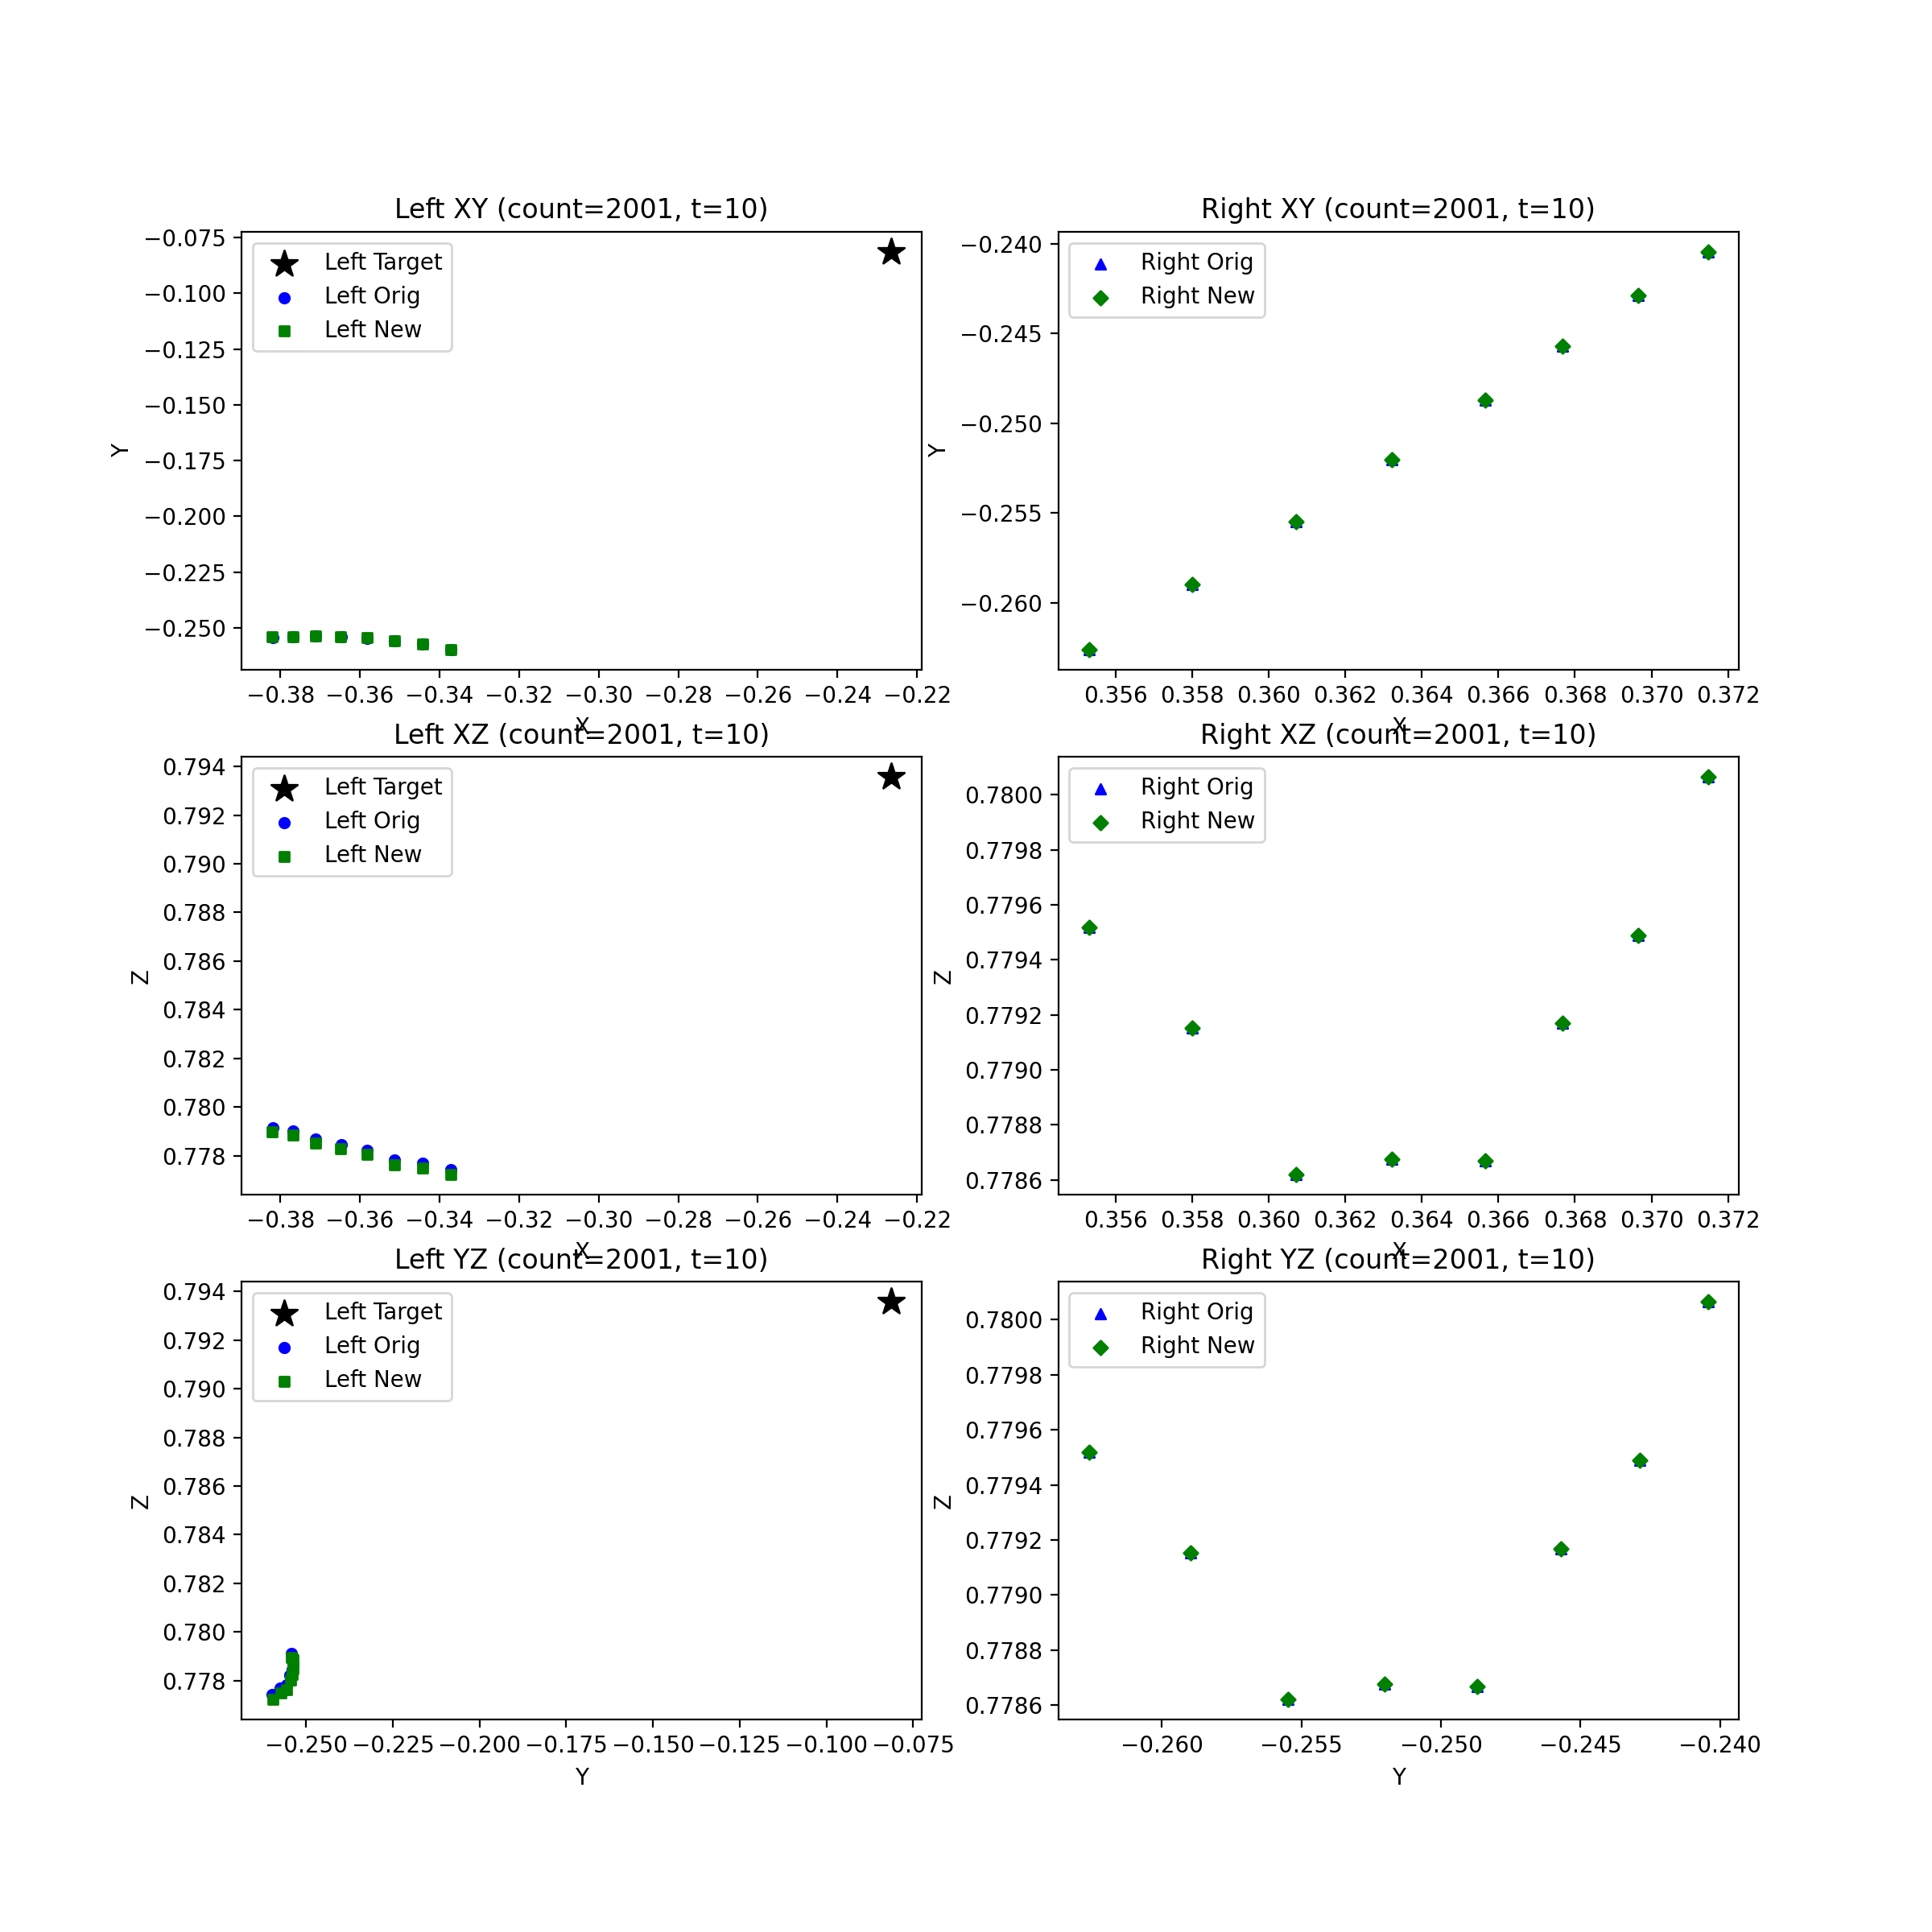 Left XY (count=2001, t=10)
Left Target
Left Orig
Left New
−0.075
−0.100
−0.125
−0.150
−0.175
−0.200
−0.225
−0.250
Y
−0.38 −0.36 −0.34 −0.32 −0.30 −0.28 −0.26 −0.24 −0.22
X
Right XY (count=2001, t=10)
Right Orig
Right New
−0.240
−0.245
−0.250
−0.255
−0.260
Y
0.356 0.358 0.360 0.362 0.364 0.366 0.368 0.370 0.372
X
Left XZ (count=2001, t=10)
Left Target
Left Orig
Left New
0.794
0.792
0.790
0.788
0.786
0.784
0.782
0.780
0.778
Z
−0.38 −0.36 −0.34 −0.32 −0.30 −0.28 −0.26 −0.24 −0.22
X
Right XZ (count=2001, t=10)
Right Orig
Right New
0.7800
0.7798
0.7796
0.7794
0.7792
0.7790
0.7788
0.7786
Z
0.356 0.358 0.360 0.362 0.364 0.366 0.368 0.370 0.372
X
Left YZ (count=2001, t=10)
Left Target
Left Orig
Left New
0.794
0.792
0.790
0.788
0.786
0.784
0.782
0.780
0.778
Z
−0.250 −0.225 −0.200 −0.175 −0.150 −0.125 −0.100 −0.075
Y
Right YZ (count=2001, t=10)
Right Orig
Right New
0.7800
0.7798
0.7796
0.7794
0.7792
0.7790
0.7788
0.7786
Z
−0.260 −0.255 −0.250 −0.245 −0.240
Y